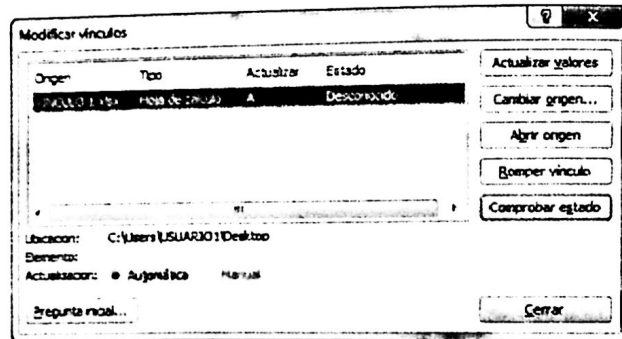 Modificar vínculos
Origen Tipo Actualizar Estado
Hoja de cálculo A Desconocido
Actualizar valores
Cambiar origen...
Abrir origen
Romper vínculo
Comprobar estado
Ubicación: C:\Users\USUARIO1\Desktop
Elemento:
Actualización: Automática Manual
Pregunta inicial...
Cerrar